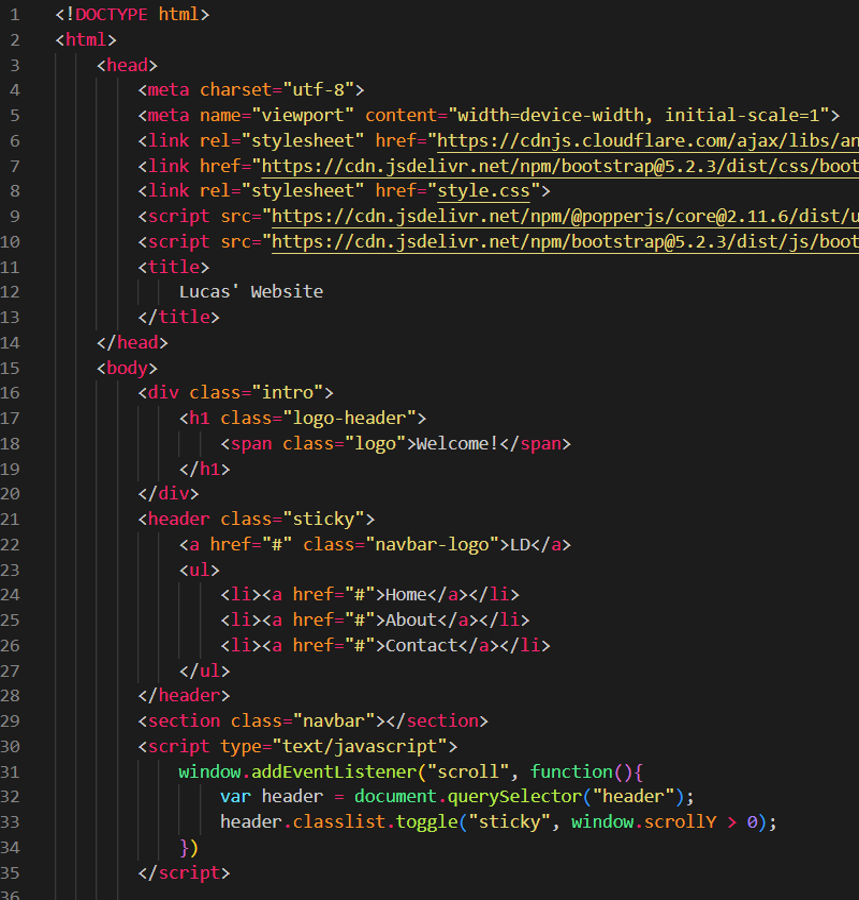 1 <!DOCTYPE html>
2 <html>
3 <head>
4 <meta charset="utf-8">
5 <meta name="viewport" content="width=device-width, initial-scale=1">
6 <link rel="stylesheet" href="https://cdnjs.cloudflare.com/ajax/libs/an
7 <link href="https://cdn.jsdelivr.net/npm/bootstrap@5.2.3/dist/css/boot
8 <link rel="stylesheet" href="style.css">
9 <script src="https://cdn.jsdelivr.net/npm/@popperjs/core@2.11.6/dist/u
10 <script src="https://cdn.jsdelivr.net/npm/bootstrap@5.2.3/dist/js/boot
11 <title>
12 Lucas' Website
13 </title>
14 </head>
15 <body>
16 <div class="intro">
17 <h1 class="logo-header">
18 <span class="logo">Welcome!</span>
19 </h1>
20 </div>
21 <header class="sticky">
22 <a href="#" class="navbar-logo">LD</a>
23 <ul>
24 <li><a href="#">Home</a></li>
25 <li><a href="#">About</a></li>
26 <li><a href="#">Contact</a></li>
27 </ul>
28 </header>
29 <section class="navbar"></section>
30 <script type="text/javascript">
31 window.addEventListener("scroll", function(){
32 var header = document.querySelector("header");
33 header.classlist.toggle("sticky", window.scrollY > 0);
34 })
35 </script>
36